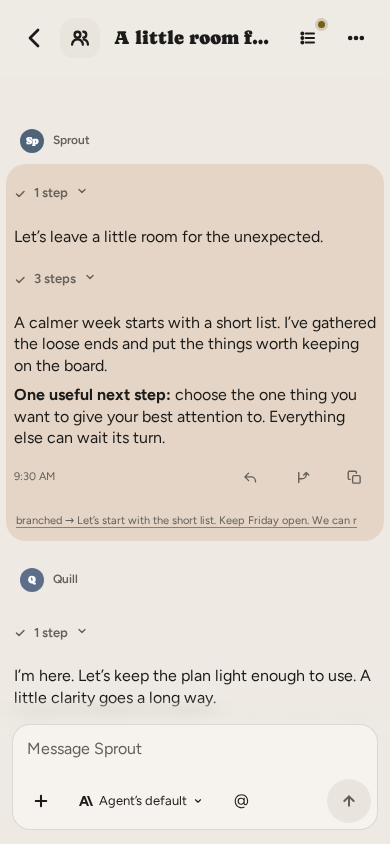 A little room f...
Sp Sprout
1 step
Let's leave a little room for the unexpected.
3 steps
A calmer week starts with a short list. I've gathered
the loose ends and put the things worth keeping
on the board.
One useful next step: choose the one thing you
want to give your best attention to. Everything
else can wait its turn.
9:30 AM
branched → Let's start with the short list. Keep Friday open. We can r
Q Quill
1 step
I'm here. Let's keep the plan light enough to use. A
little clarity goes a long way.
Message Sprout
Agent's default @